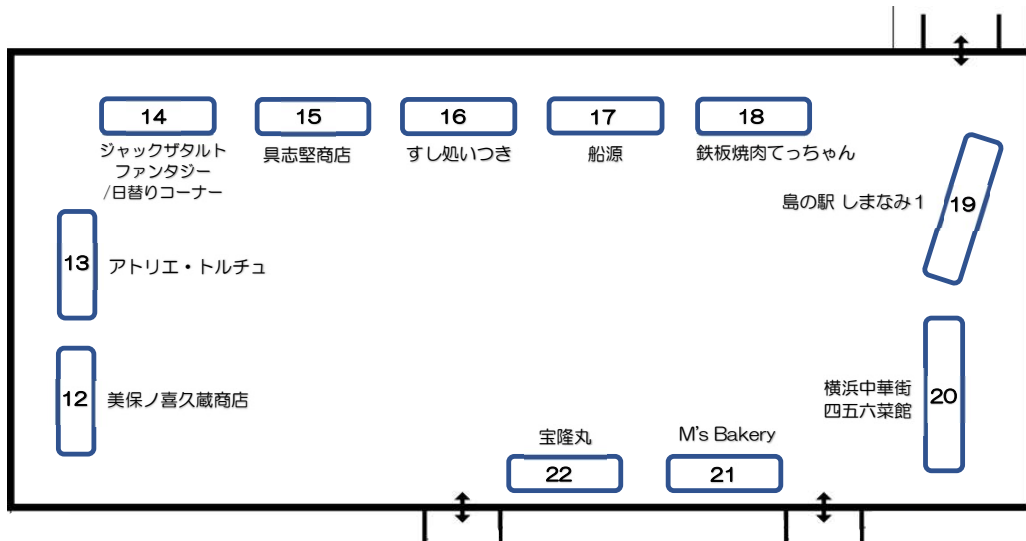 14
ジャックザタルト
ファンタジー
/日替りコーナー
15
具志堅商店
16
すし処いつき
17
船源
18
鉄板焼肉てっちゃん
島の駅 しまなみ1
19
13
アトリエ・トルチュ
12
美保ノ喜久蔵商店
横浜中華街
四五六菜館
20
宝隆丸
22
M's Bakery
21